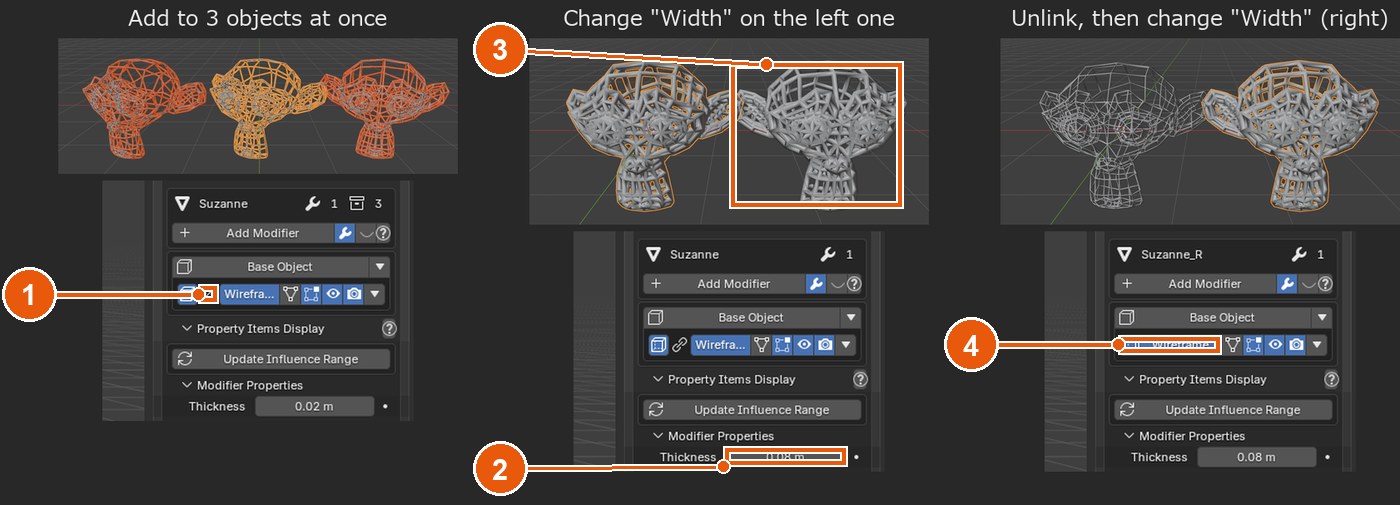 Add to 3 objects at once
Change "Width" on the left one
Unlink, then change "Width" (right)
3
Suzanne 1 3
Add Modifier ?
Base Object
1
Wirefra...
Property Items Display ?
Update Influence Range
Modifier Properties
Thickness 0.02 m
Suzanne 1
Add Modifier ?
Base Object
Wirefra...
Property Items Display ?
Update Influence Range
Modifier Properties
2
Thickness 0.08 m
Suzanne_R 1
Add Modifier ?
Base Object
4
Wireframe
Property Items Display ?
Update Influence Range
Modifier Properties
Thickness 0.08 m